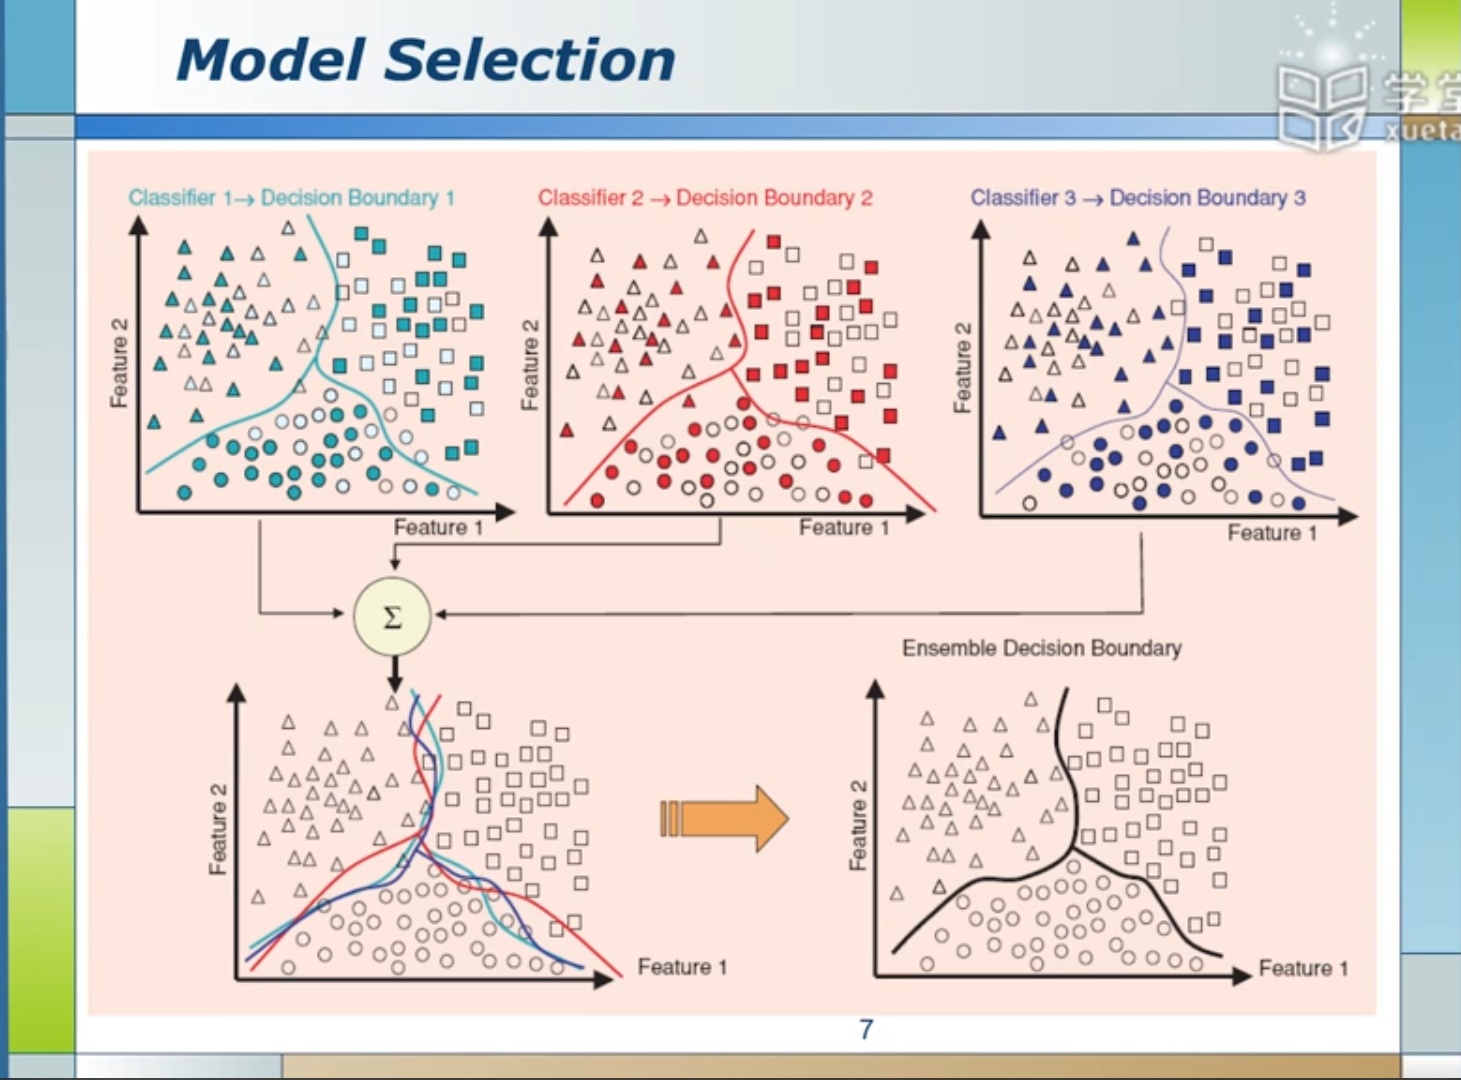 Model Selection
学堂
xueta
Classifier 1→ Decision Boundary 1
Classifier 2 → Decision Boundary 2
Classifier 3 → Decision Boundary 3
Feature 2
Feature 2
Feature 2
Feature 1
Feature 1
Feature 1
Σ
Ensemble Decision Boundary
Feature 2
Feature 2
Feature 1
Feature 1
7